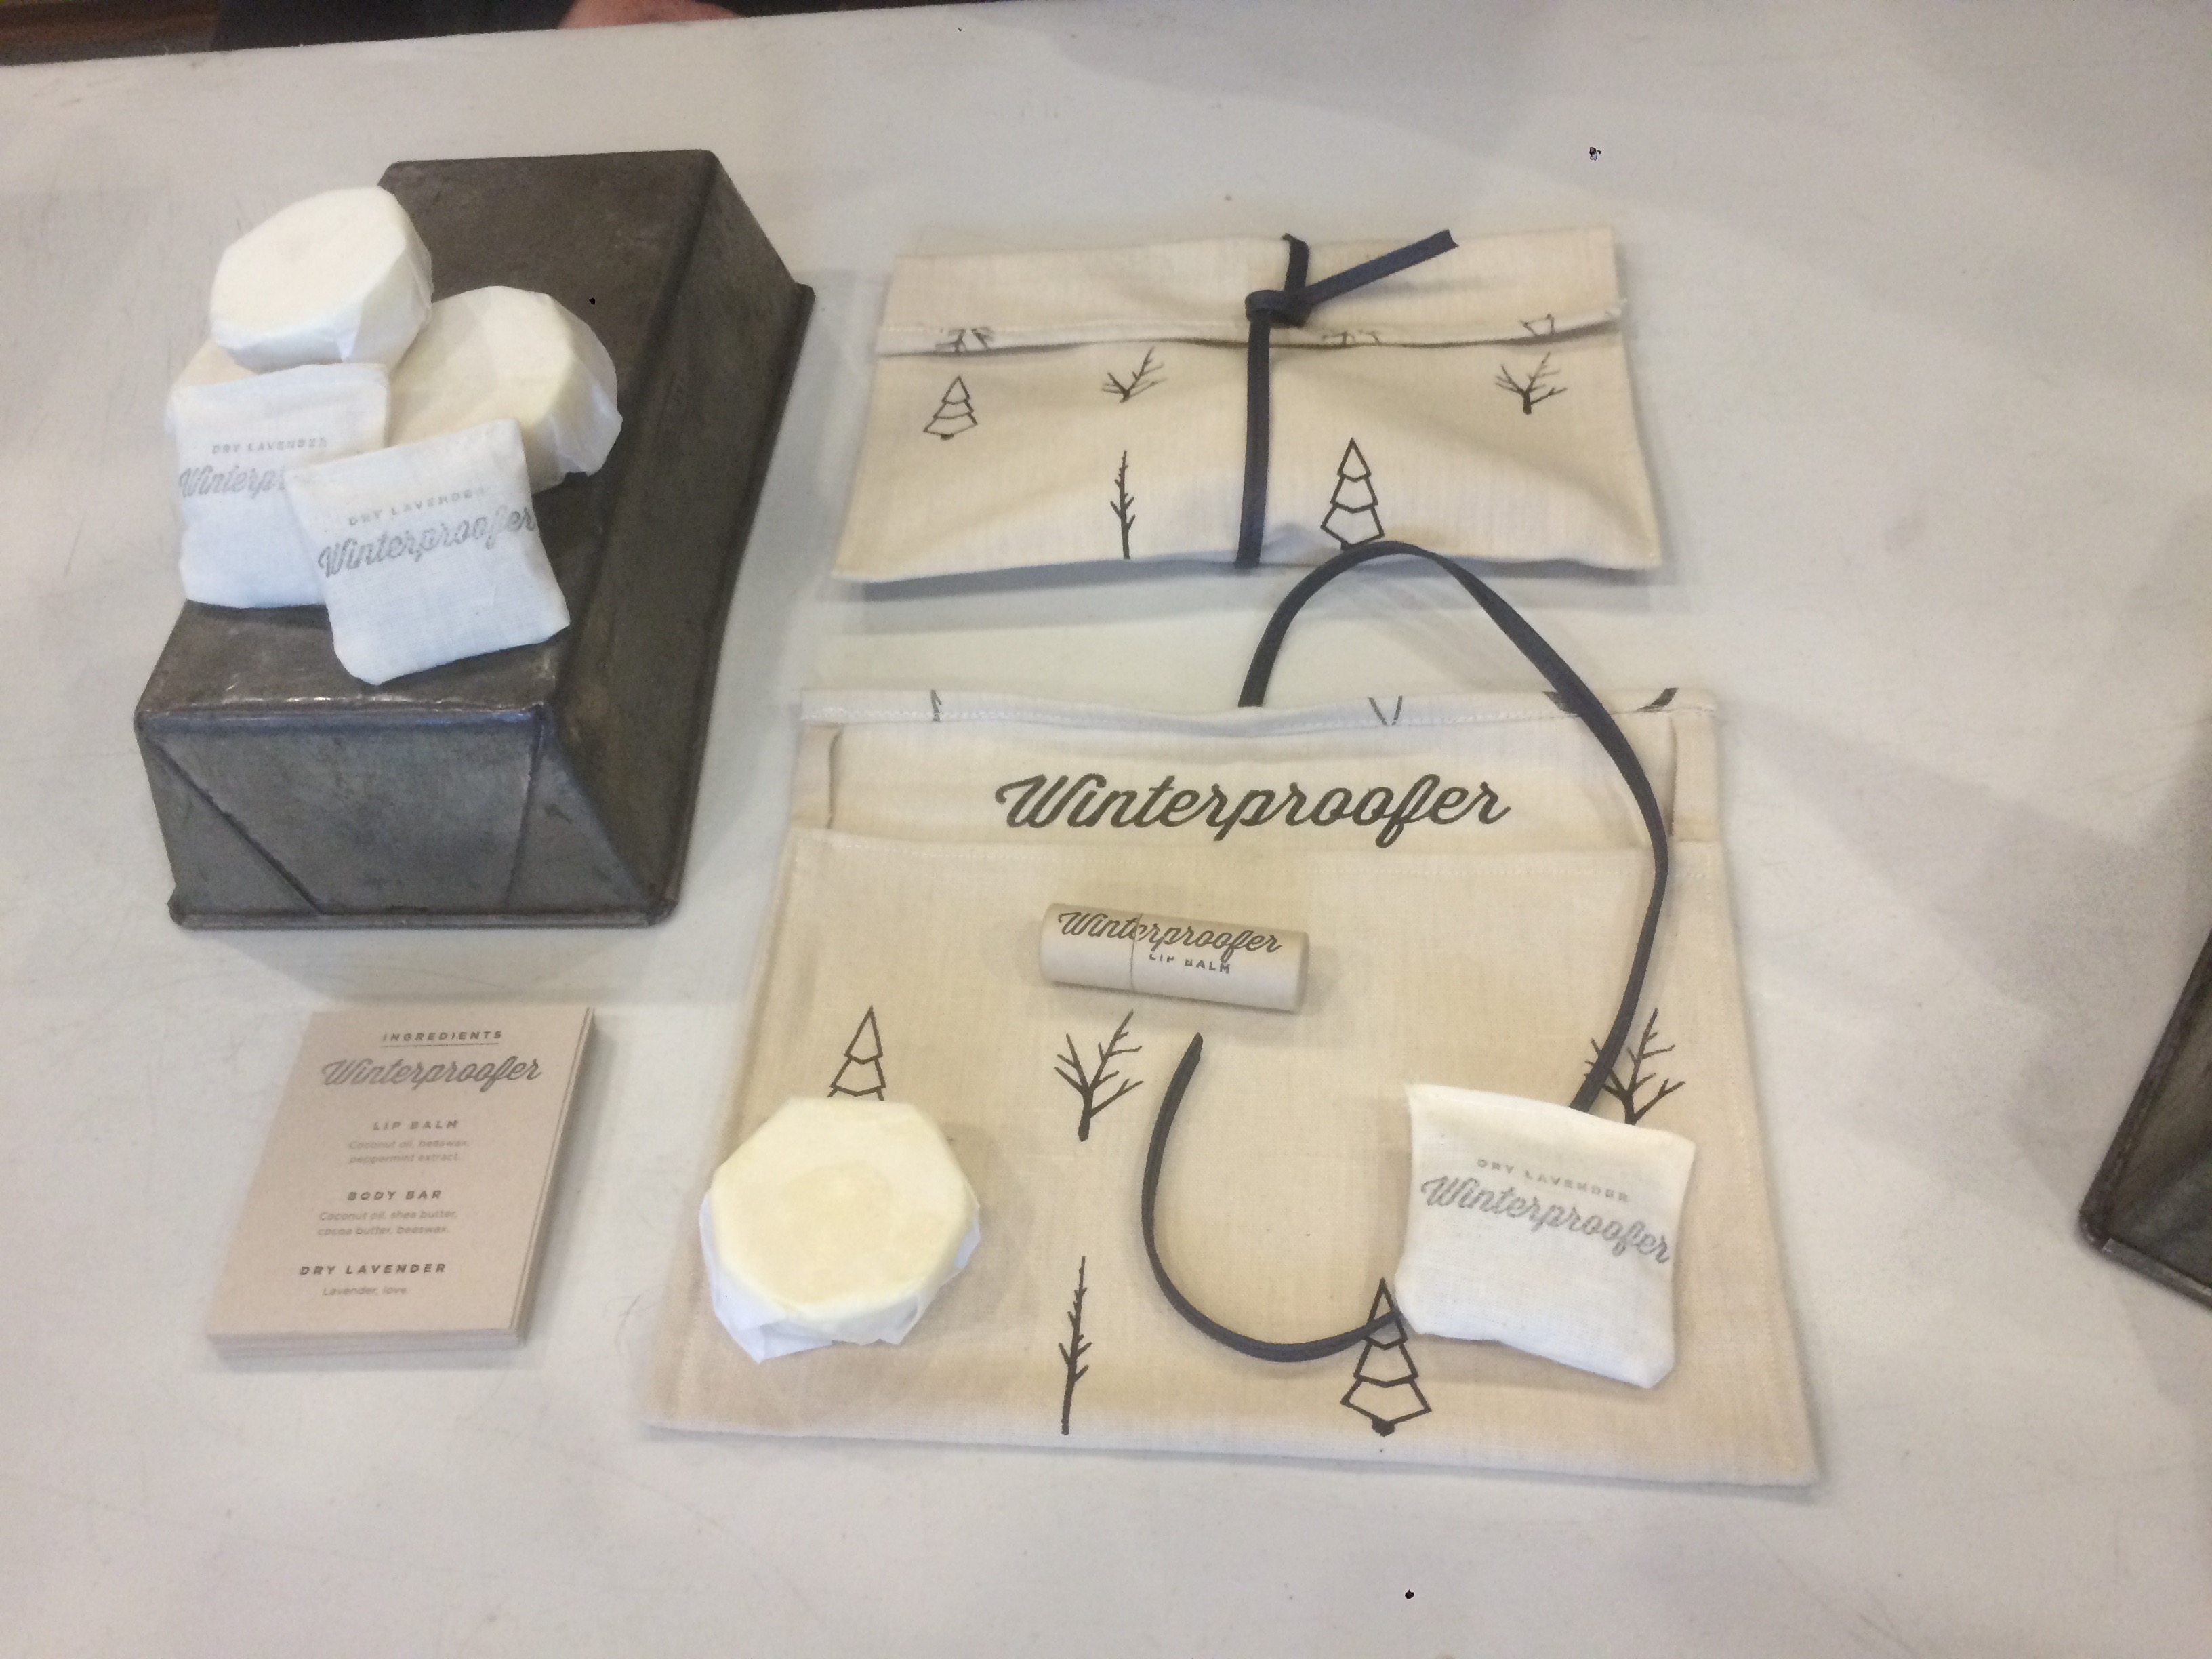 DRY LAVENDER
Winterpr
DRY LAVENDER
Winterproofer
Winterproofer
Winterproofer
LIP BALM
INGREDIENTS
Winterproofer
LIP BALM
Coconut oil, beeswax,
peppermint extract.
BODY BAR
Coconut oil, shea butter,
cocoa butter, beeswax.
DRY LAVENDER
Lavender, love.
DRY LAVENDER
Winterproofer